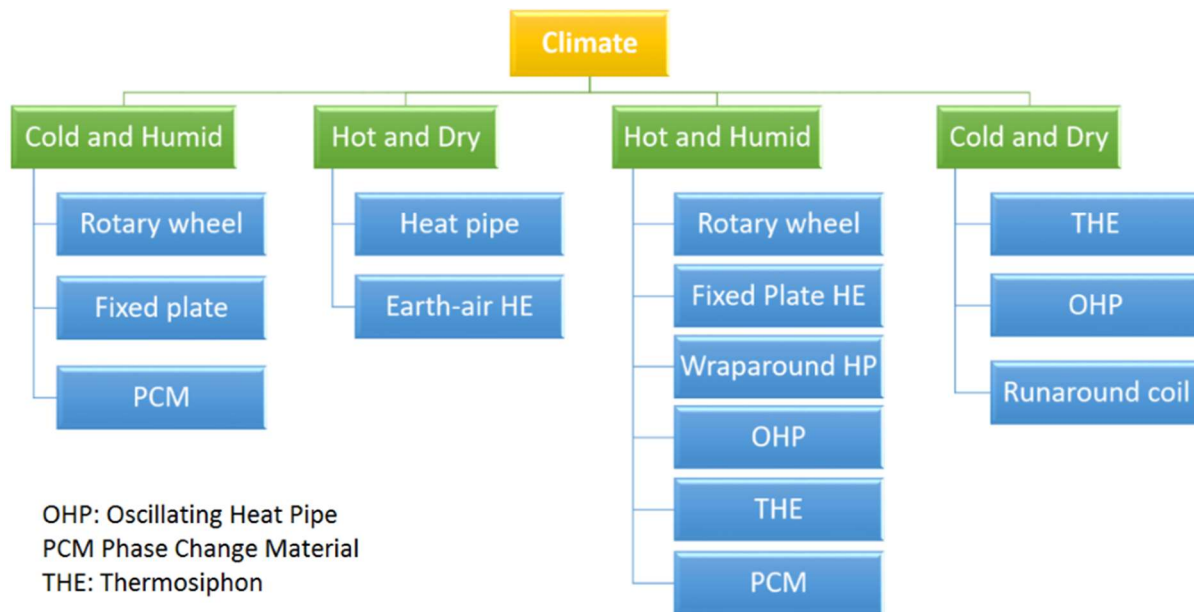 Climate
Cold and Humid
Rotary wheel
Fixed plate
PCM
Hot and Dry
Heat pipe
Earth-air HE
Hot and Humid
Rotary wheel
Fixed Plate HE
Wraparound HP
OHP
THE
PCM
Cold and Dry
THE
OHP
Runaround coil
OHP: Oscillating Heat Pipe
PCM Phase Change Material
THE: Thermosiphon